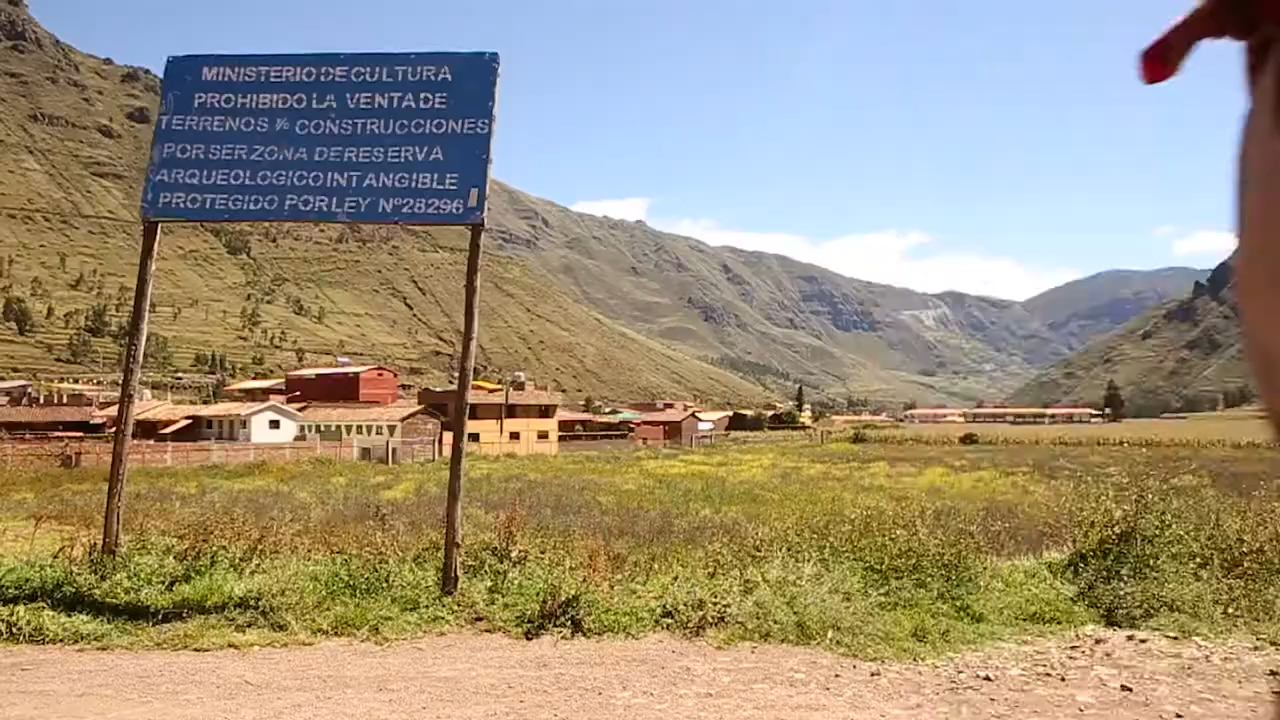 MINISTERIO DE CULTURA
PROHIBIDO LA VENTA DE
TERRENOS Y/O CONSTRUCCIONES
POR SER ZONA DE RESERVA
ARQUEOLOGICO INTANGIBLE
PROTEGIDO POR LEY Nº28296